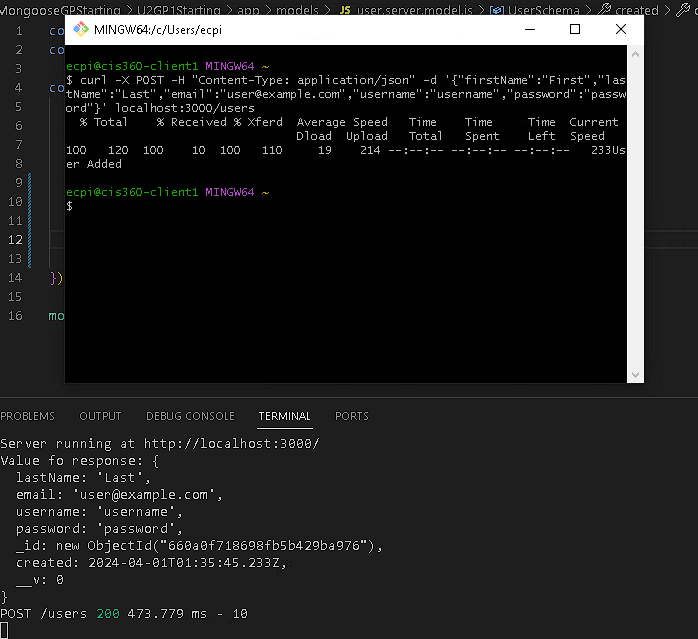 MongooseGPStarting > U2GP1Starting > app > models > JS user.server.model.js > UserSchema > created >
MINGW64:/c/Users/ecpi
1 co
2 co
3
4 co
5
6
7
8
9
10
11
12
13
14 })
15
16 mo
ecpi@cis360-client1 MINGW64 ~
$ curl -X POST -H "Content-Type: application/json" -d '{"firstName":"First","las
tName":"Last","email":"user@example.com","username":"username","password":"passw
ord"}' localhost:3000/users
% Total % Received % Xferd Average Speed Time Time Time Current
Dload Upload Total Spent Left Speed
100 120 100 10 100 110 19 214 --:--:-- --:--:-- --:--:-- 233Us
er Added
ecpi@cis360-client1 MINGW64 ~
$
PROBLEMS OUTPUT DEBUG CONSOLE TERMINAL PORTS
Server running at http://localhost:3000/
Value fo response: {
lastName: 'Last',
email: 'user@example.com',
username: 'username',
password: 'password',
_id: new ObjectId("660a0f718698fb5b429ba976"),
created: 2024-04-01T01:35:45.233Z,
__v: 0
}
POST /users 200 473.779 ms - 10